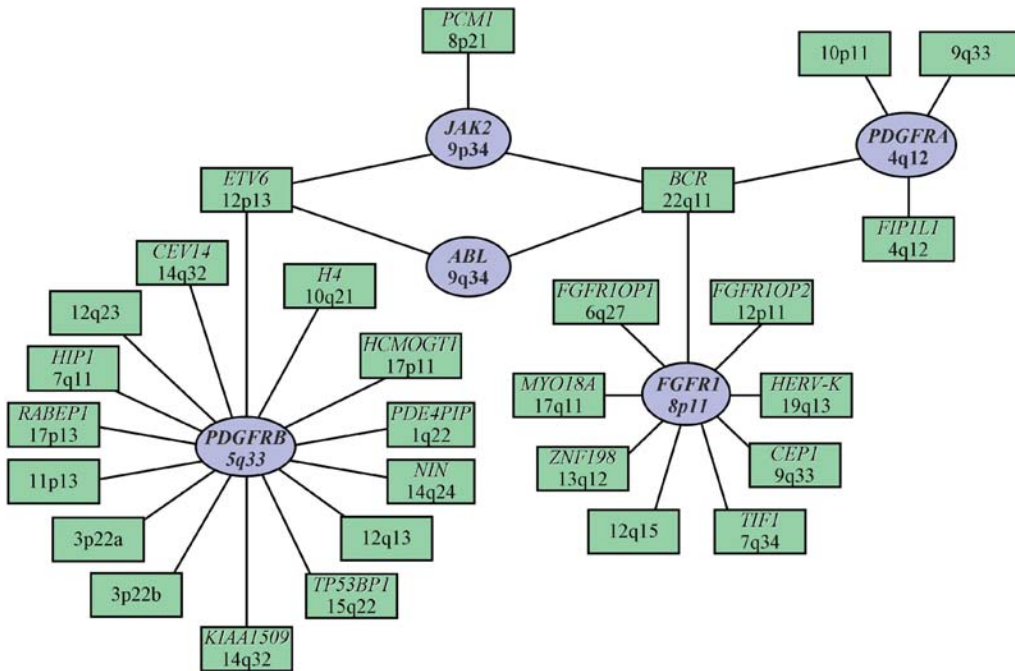 PCM1
8p21
10p11
9q33
JAK2
9p34
PDGFRA
4q12
ETV6
12p13
BCR
22q11
FIP1L1
4q12
ABL
9q34
CEV14
14q32
H4
10q21
12q23
FGFR1OP1
6q27
FGFR1OP2
12p11
HIP1
7q11
HCMOGT1
17p11
MYO18A
17q11
FGFR1
8p11
HERV-K
19q13
RABEP1
17p13
PDGFRB
5q33
PDE4PIP
1q22
ZNF198
13q12
CEP1
9q33
11p13
NIN
14q24
12q15
TIF1
7q34
3p22a
12q13
3p22b
TP53BP1
15q22
KIAA1509
14q32